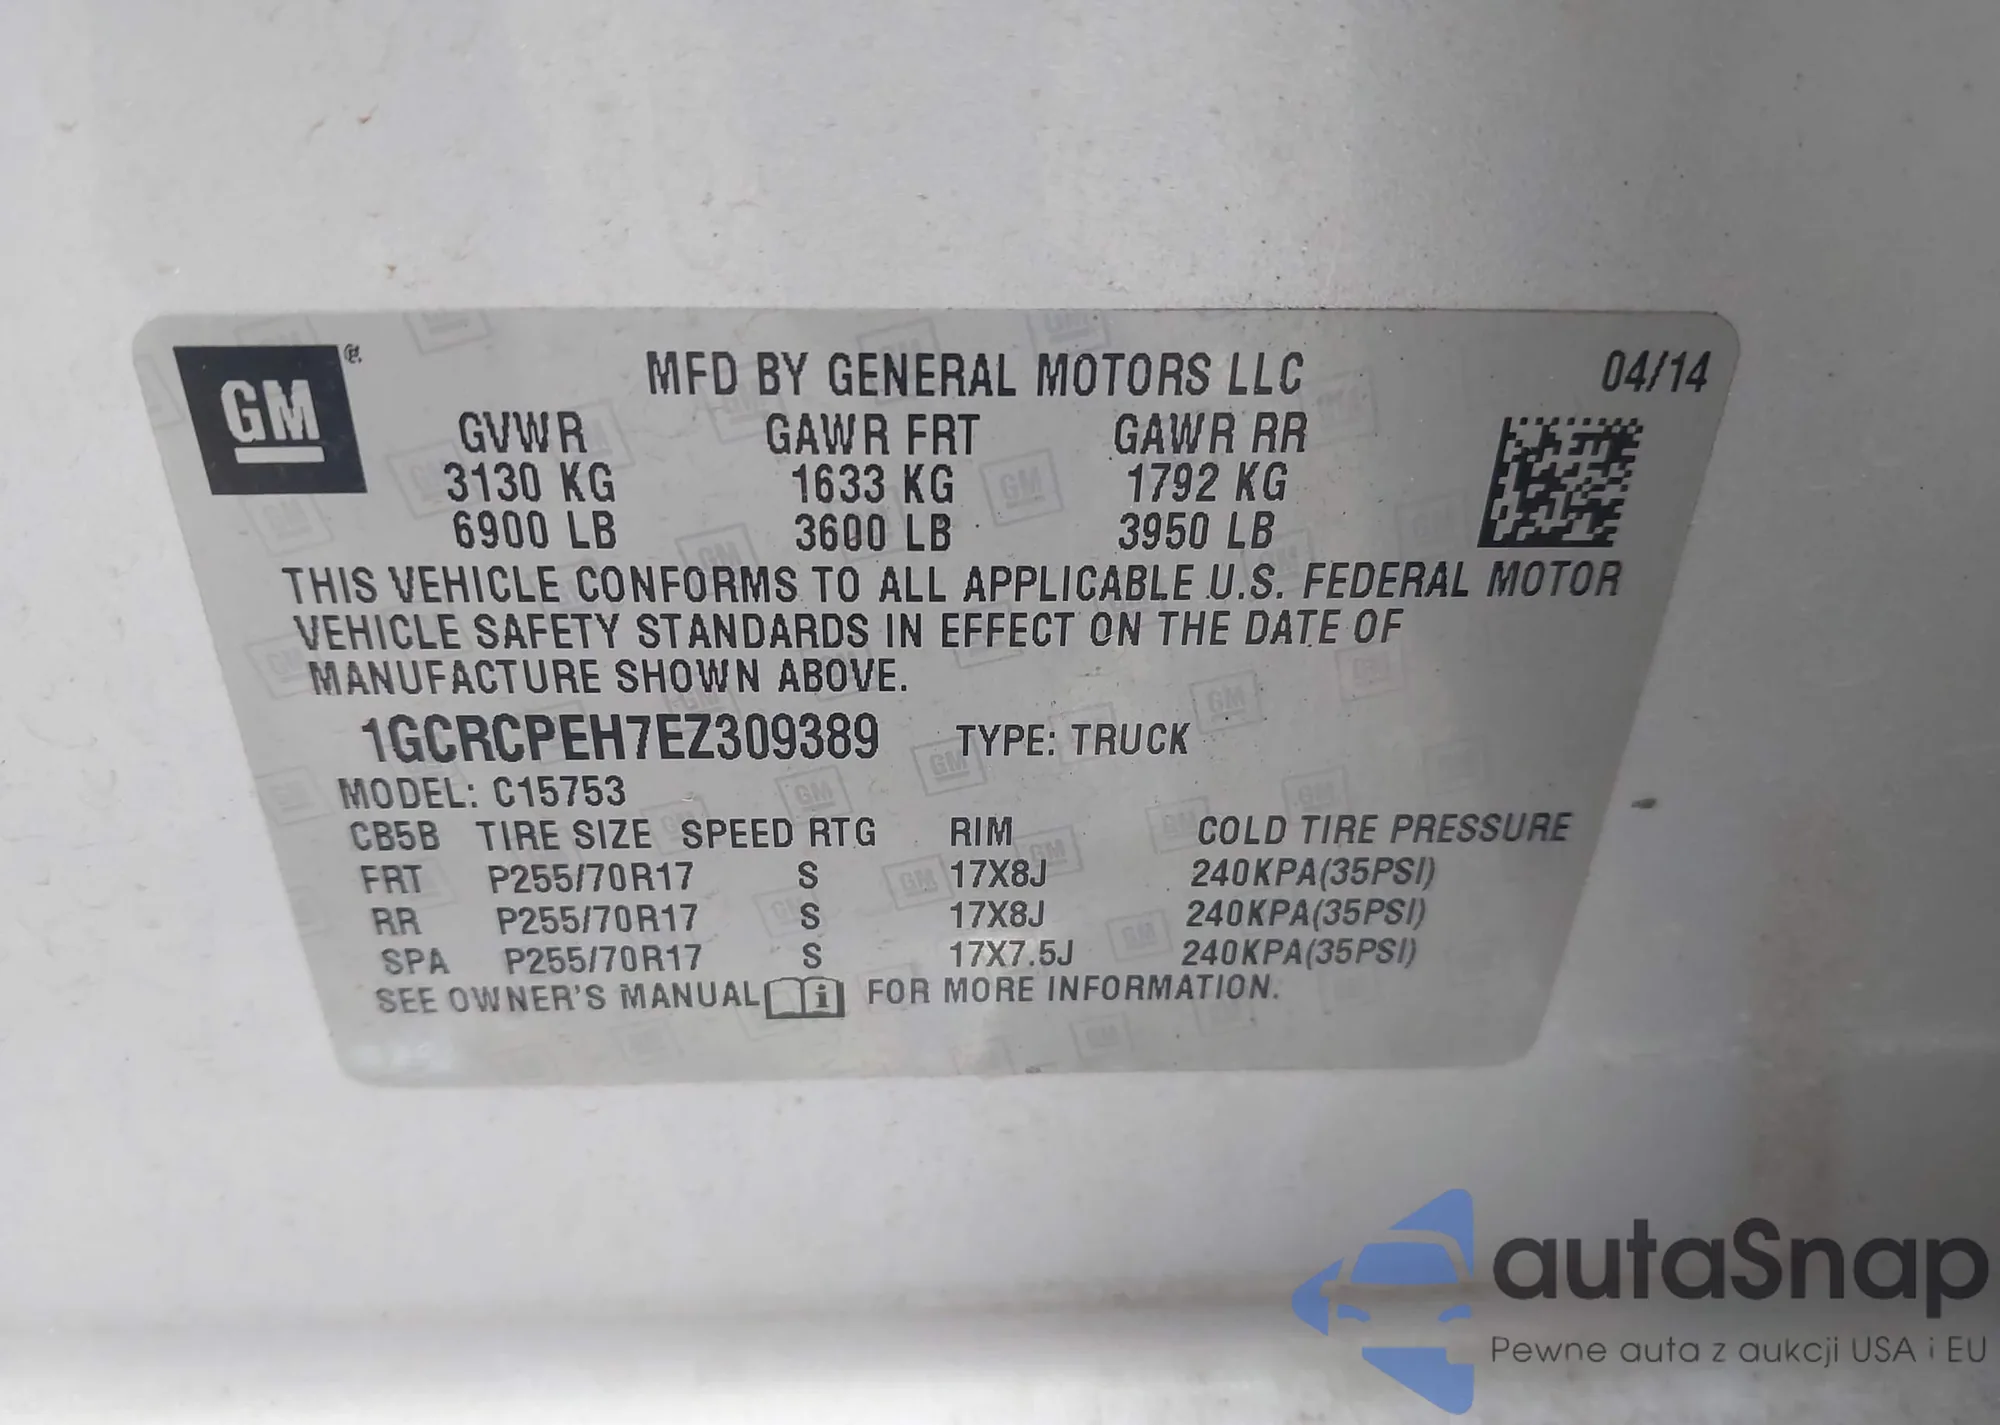 GM®
MFD BY GENERAL MOTORS LLC 04/14
GVWR GAWR FRT GAWR RR
3130 KG 1633 KG 1792 KG
6900 LB 3600 LB 3950 LB
THIS VEHICLE CONFORMS TO ALL APPLICABLE U.S. FEDERAL MOTOR
VEHICLE SAFETY STANDARDS IN EFFECT ON THE DATE OF
MANUFACTURE SHOWN ABOVE.
1GCRCPEH7EZ309389 TYPE: TRUCK
MODEL: C15753
CB5B TIRE SIZE SPEED RTG RIM COLD TIRE PRESSURE
FRT P255/70R17 S 17X8J 240KPA(35PSI)
RR P255/70R17 S 17X8J 240KPA(35PSI)
SPA P255/70R17 S 17X7.5J 240KPA(35PSI)
SEE OWNER'S MANUAL i FOR MORE INFORMATION.
autaSnap
Pewne auta z aukcji USA i EU